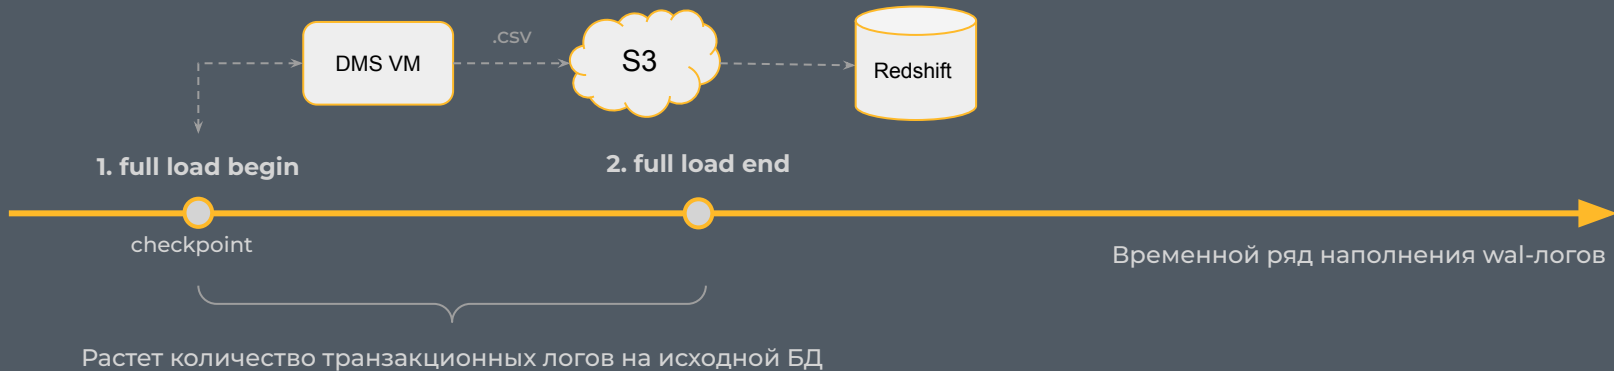 DMS VM
.csv
S3
Redshift
1. full load begin
2. full load end
checkpoint
Временной ряд наполнения wal-логов
Растет количество транзакционных логов на исходной БД